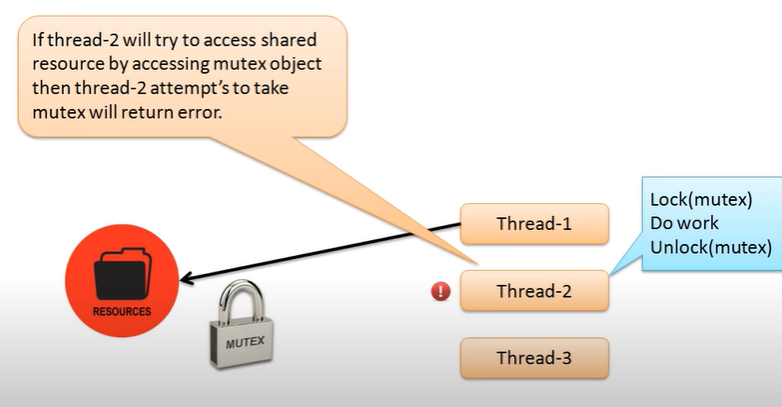 If thread-2 will try to access shared
resource by accessing mutex object
then thread-2 attempt's to take
mutex will return error.
Thread-1
Lock(mutex)
Do work
Unlock(mutex)
RESOURCES
MUTEX
!
Thread-2
Thread-3